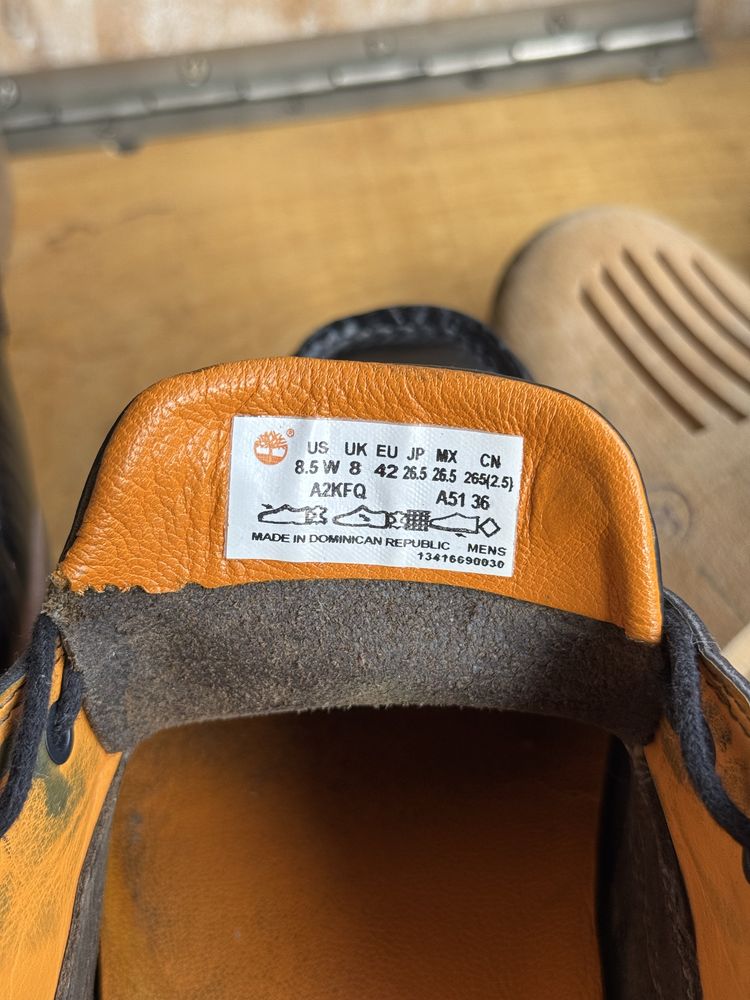 ®
US UK EU JP MX CN
8.5 W 8 42 26.5 26.5 265(2.5)
A2KFQ A51 36
MADE IN DOMINICAN REPUBLIC MENS
13416690030